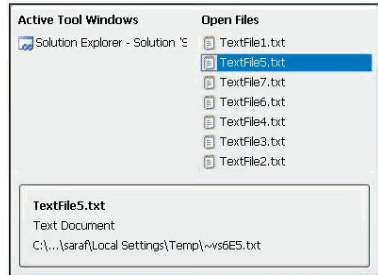 Active Tool Windows
Solution Explorer - Solution 'S
Open Files
TextFile1.txt
TextFile5.txt
TextFile7.txt
TextFile6.txt
TextFile4.txt
TextFile3.txt
TextFile2.txt
TextFile5.txt
Text Document
C:\...\saraf\Local Settings\Temp\~vs6E5.txt